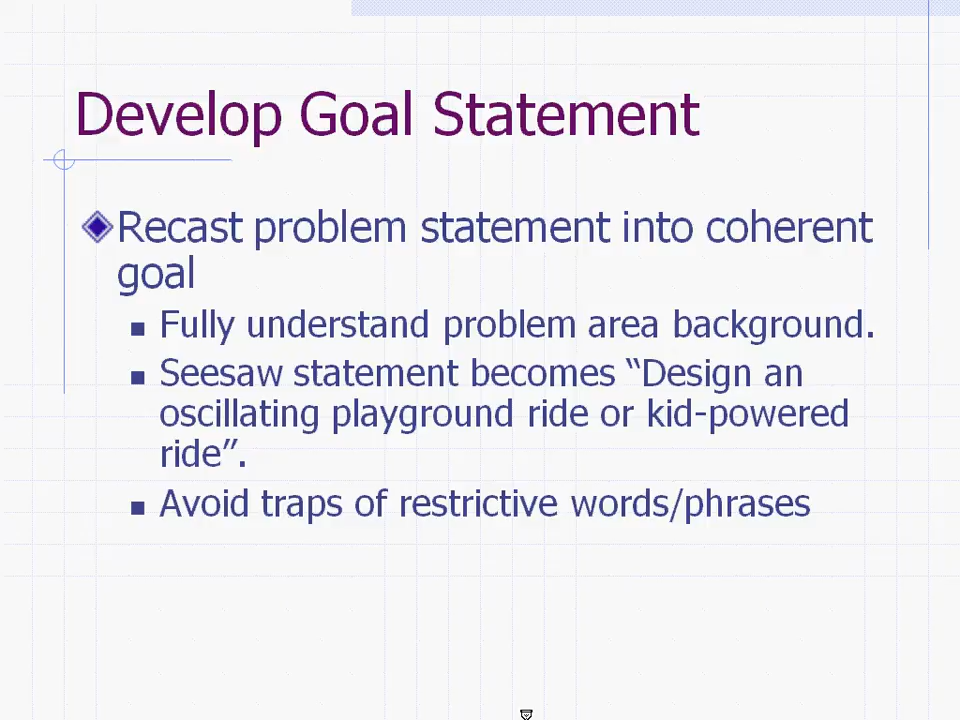 Develop Goal Statement
Recast problem statement into coherent
goal
Fully understand problem area background.
Seesaw statement becomes “Design an
oscillating playground ride or kid-powered
ride”.
Avoid traps of restrictive words/phrases